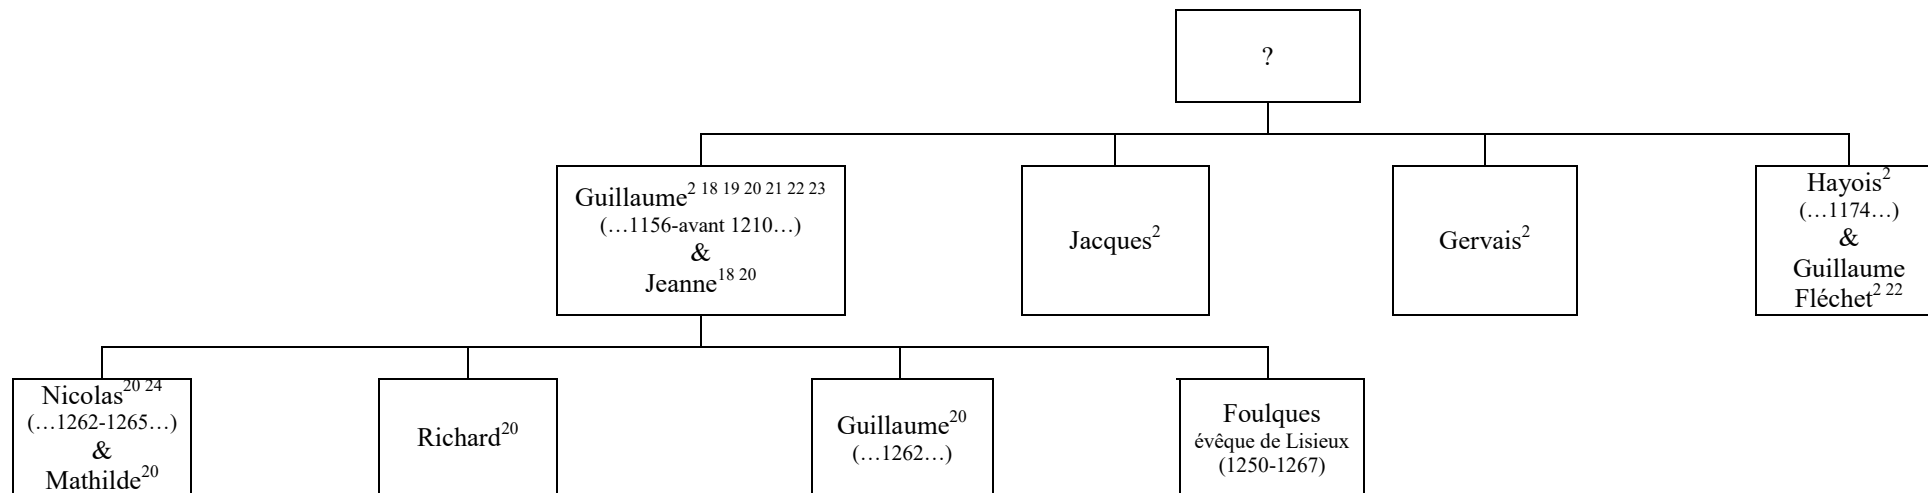 ?
Guillaume2 18 19 20 21 22 23
(…1156-avant 1210…)
&
Jeanne18 20
Jacques2
Gervais2
Hayois2
(…1174…)
&
Guillaume
Fléchet2 22
Nicolas20 24
(…1262-1265…)
&
Mathilde20
Richard20
Guillaume20
(…1262…)
Foulques
évêque de Lisieux
(1250-1267)